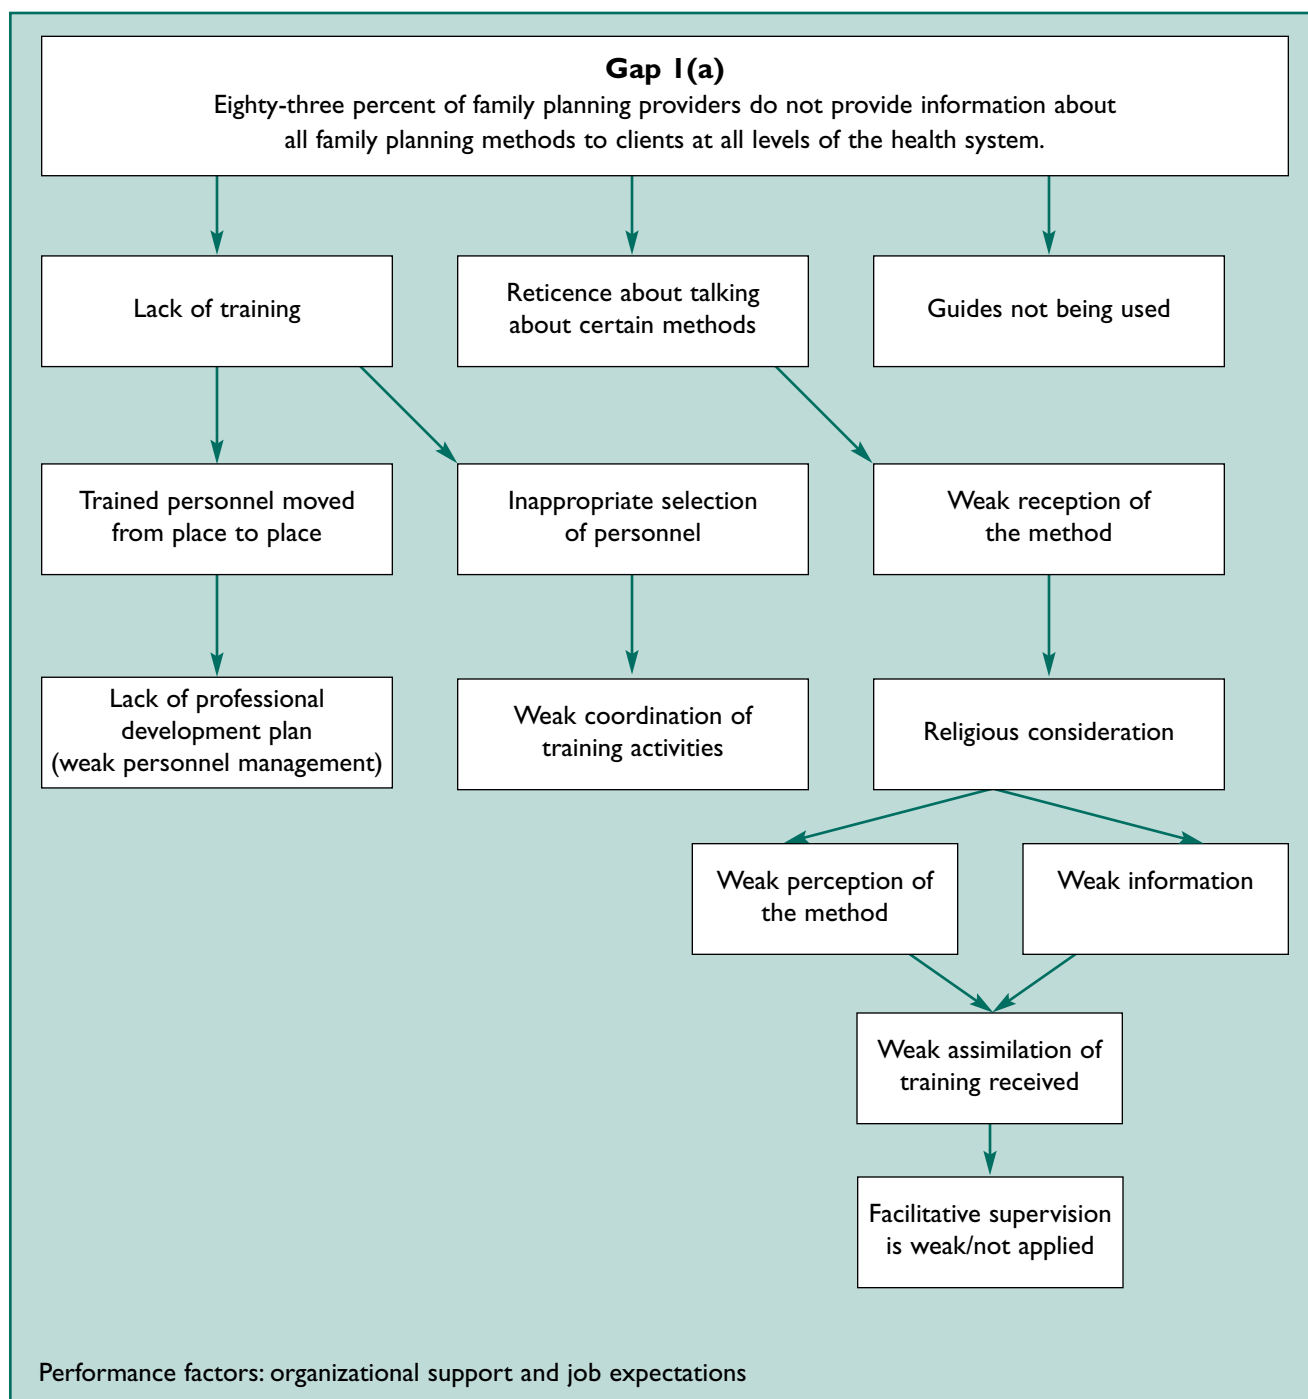 Gap 1(a)
Eighty-three percent of family planning providers do not provide information about
all family planning methods to clients at all levels of the health system.
Lack of training
Reticence about talking
about certain methods
Guides not being used
Trained personnel moved
from place to place
Inappropriate selection
of personnel
Weak reception of
the method
Lack of professional
development plan
(weak personnel management)
Weak coordination of
training activities
Religious consideration
Weak perception of
the method
Weak information
Weak assimilation of
training received
Facilitative supervision
is weak/not applied
Performance factors: organizational support and job expectations